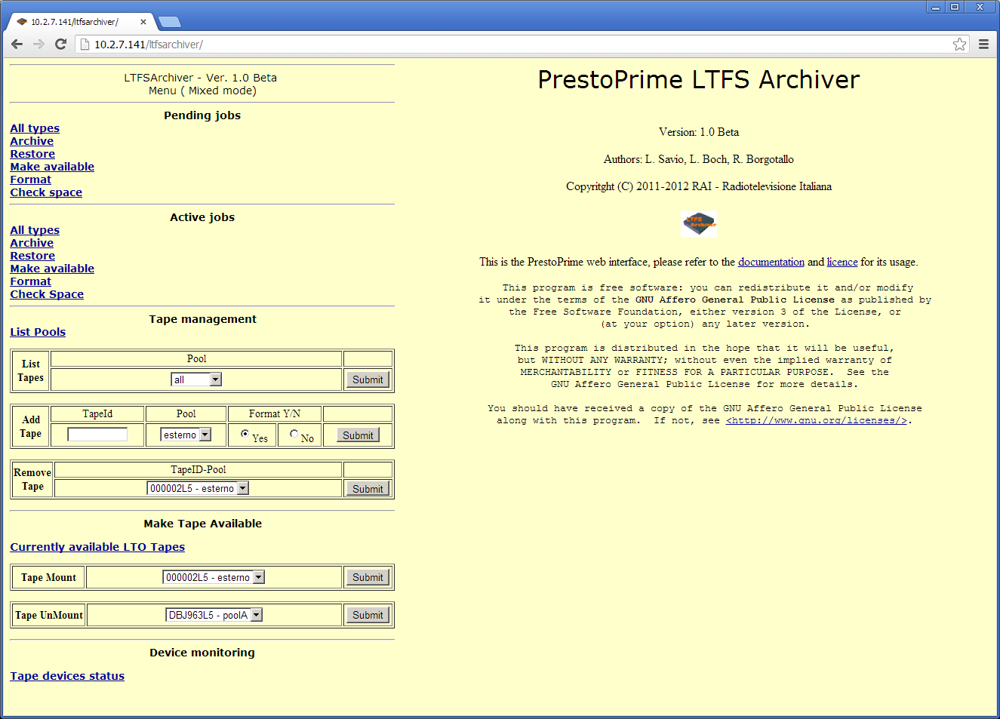 10.2.7.141/ltfsarchiver/
10.2.7.141/ltfsarchiver/
LTFSArchiver - Ver. 1.0 Beta
Menu ( Mixed mode)
Pending jobs
All types
Archive
Restore
Make available
Format
Check space
Active jobs
All types
Archive
Restore
Make available
Format
Check Space
Tape management
List Pools
List Tapes
Pool
all
Submit
Add Tape
TapeId
Pool
Format Y/N
esterno
Yes
No
Submit
Remove Tape
TapeID-Pool
000002L5 - esterno
Submit
Make Tape Available
Currently available LTO Tapes
Tape Mount
000002L5 - esterno
Submit
Tape UnMount
DBJ963L5 - poolA
Submit
Device monitoring
Tape devices status
PrestoPrime LTFS Archiver
Version: 1.0 Beta
Authors: L. Savio, L. Boch, R. Borgotallo
Copyritght (C) 2011-2012 RAI - Radiotelevisione Italiana
LTFS
Archiver
This is the PrestoPrime web interface, please refer to the documentation and licence for its usage.
This program is free software: you can redistribute it and/or modify
it under the terms of the GNU Affero General Public License as published by
the Free Software Foundation, either version 3 of the License, or
(at your option) any later version.
This program is distributed in the hope that it will be useful,
but WITHOUT ANY WARRANTY; without even the implied warranty of
MERCHANTABILITY or FITNESS FOR A PARTICULAR PURPOSE.  See the
GNU Affero General Public License for more details.
You should have received a copy of the GNU Affero General Public License
along with this program.  If not, see <http://www.gnu.org/licenses/>.